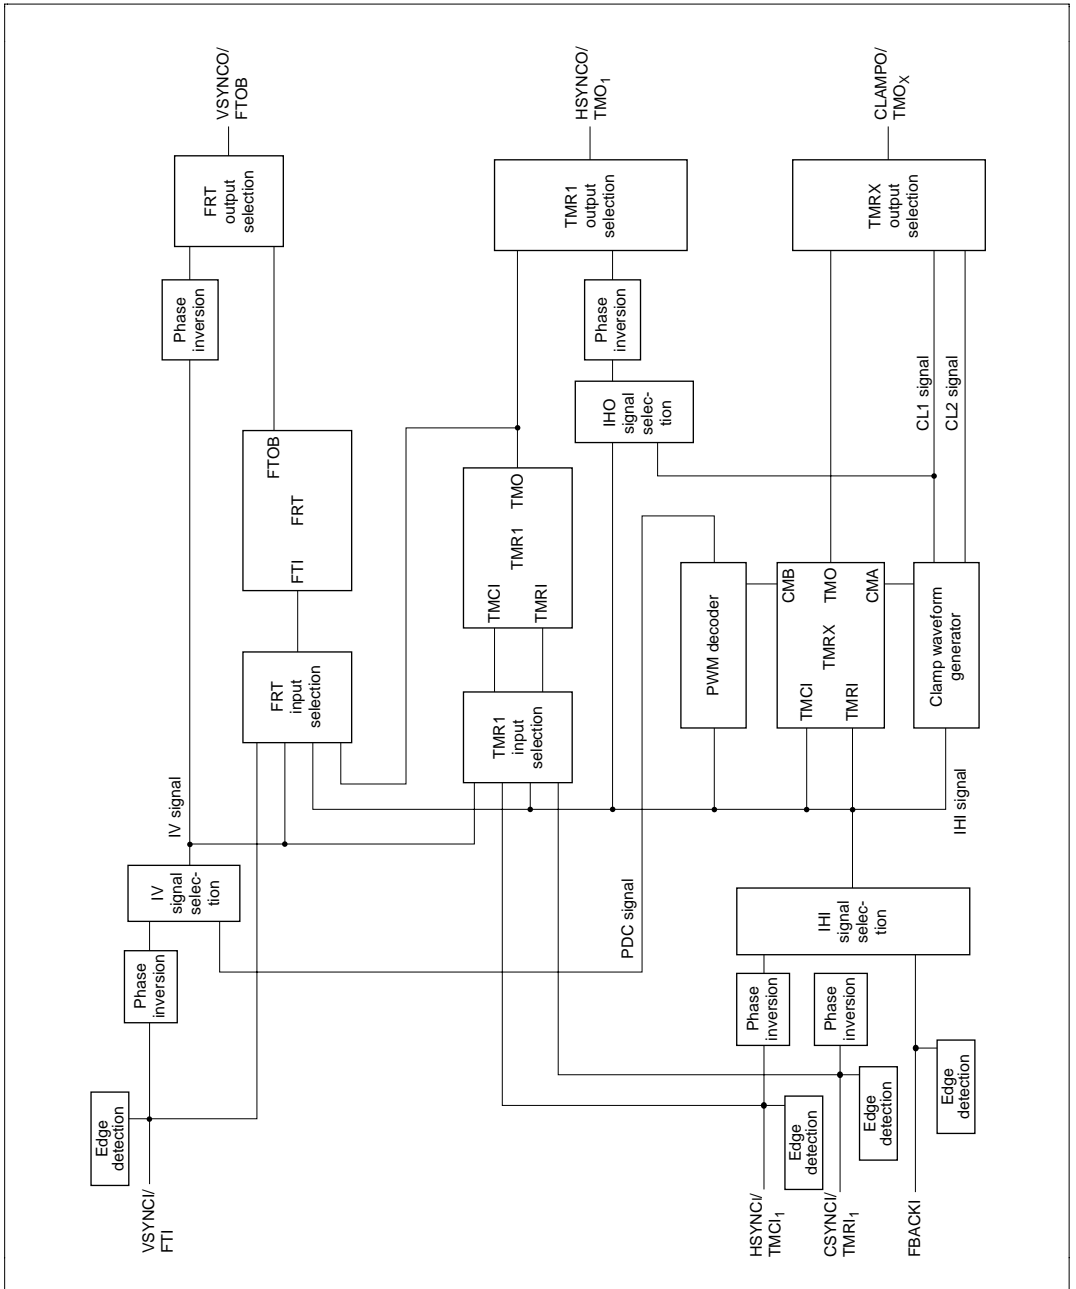 VSYNCI/
FTI
Edge
detection
Phase
inversion
IV
signal
selec-
tion
IV signal
Phase
inversion
FRT
output
selection
VSYNCO/
FTOB
FRT
input
selection
FTI
FRT
FTOB
PDC signal
TMR1
input
selection
TMCI
TMRI
TMR1
TMO
IHO
signal
selec-
tion
Phase
inversion
TMR1
output
selection
HSYNCO/
TMO1
HSYNCI/
TMCI1
Edge
detection
Phase
inversion
CSYNCI/
TMRI1
Edge
detection
Phase
inversion
FBACKI
Edge
detection
IHI
signal
selec-
tion
IHI signal
PWM decoder
TMCI
TMRI
TMRX
CMB
TMO
CMA
Clamp waveform
generator
CL1 signal
CL2 signal
TMRX
output
selection
CLAMPO/
TMOX